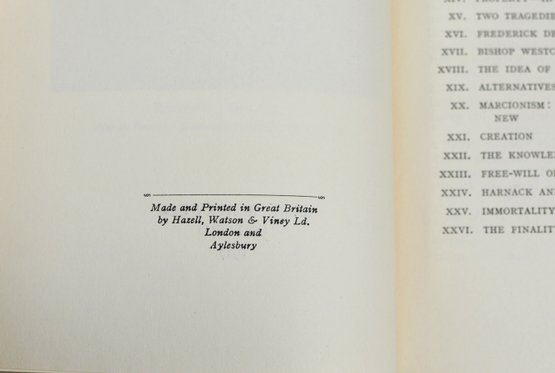 Made and Printed in Great Britain
by Hazell, Watson & Viney Ld.
London and
Aylesbury
XV. TWO TRAGEDIE
XVI. FREDERICK DE
XVII. BISHOP WESTC
XVIII. THE IDEA OF
XIX. ALTERNATIVES
XX. MARCIONISM:
NEW
XXI. CREATION
XXII. THE KNOWLE
XXIII. FREE-WILL O
XXIV. HARNACK AN
XXV. IMMORTALITY
XXVI. THE FINALIT